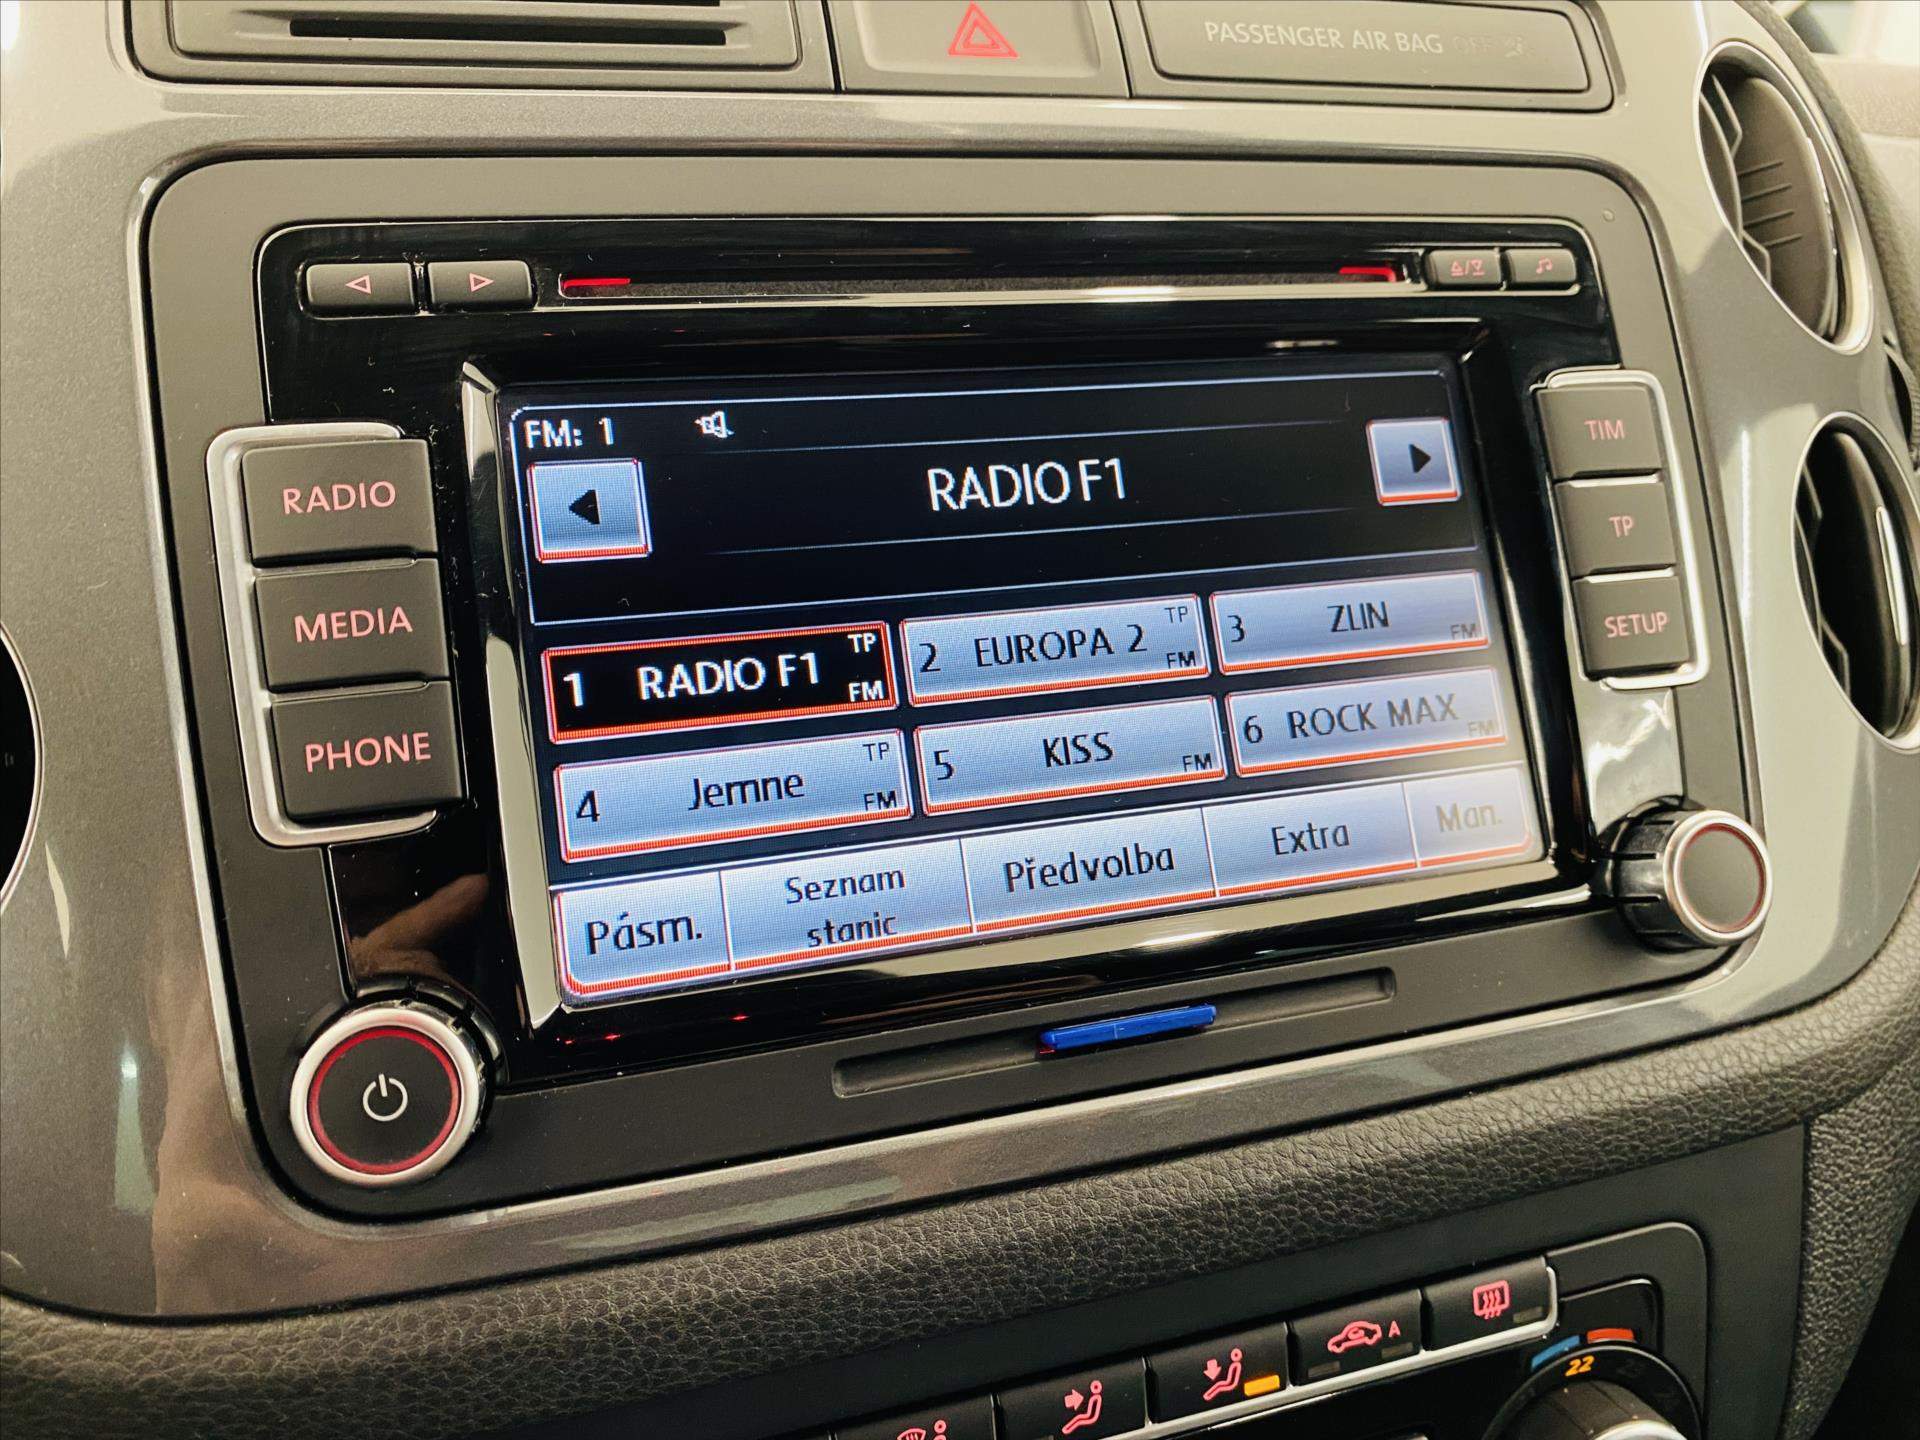 PASSENGER AIR BAG OFF
RADIO
MEDIA
PHONE
TIM
TP
SETUP
FM: 1
RADIO F1
1 RADIO F1 TP FM
2 EUROPA 2 TP FM
3 ZLIN FM
4 Jemne TP FM
5 KISS FM
6 ROCK MAX FM
Pásm.
Seznam
stanic
Předvolba
Extra
Man.
A
22